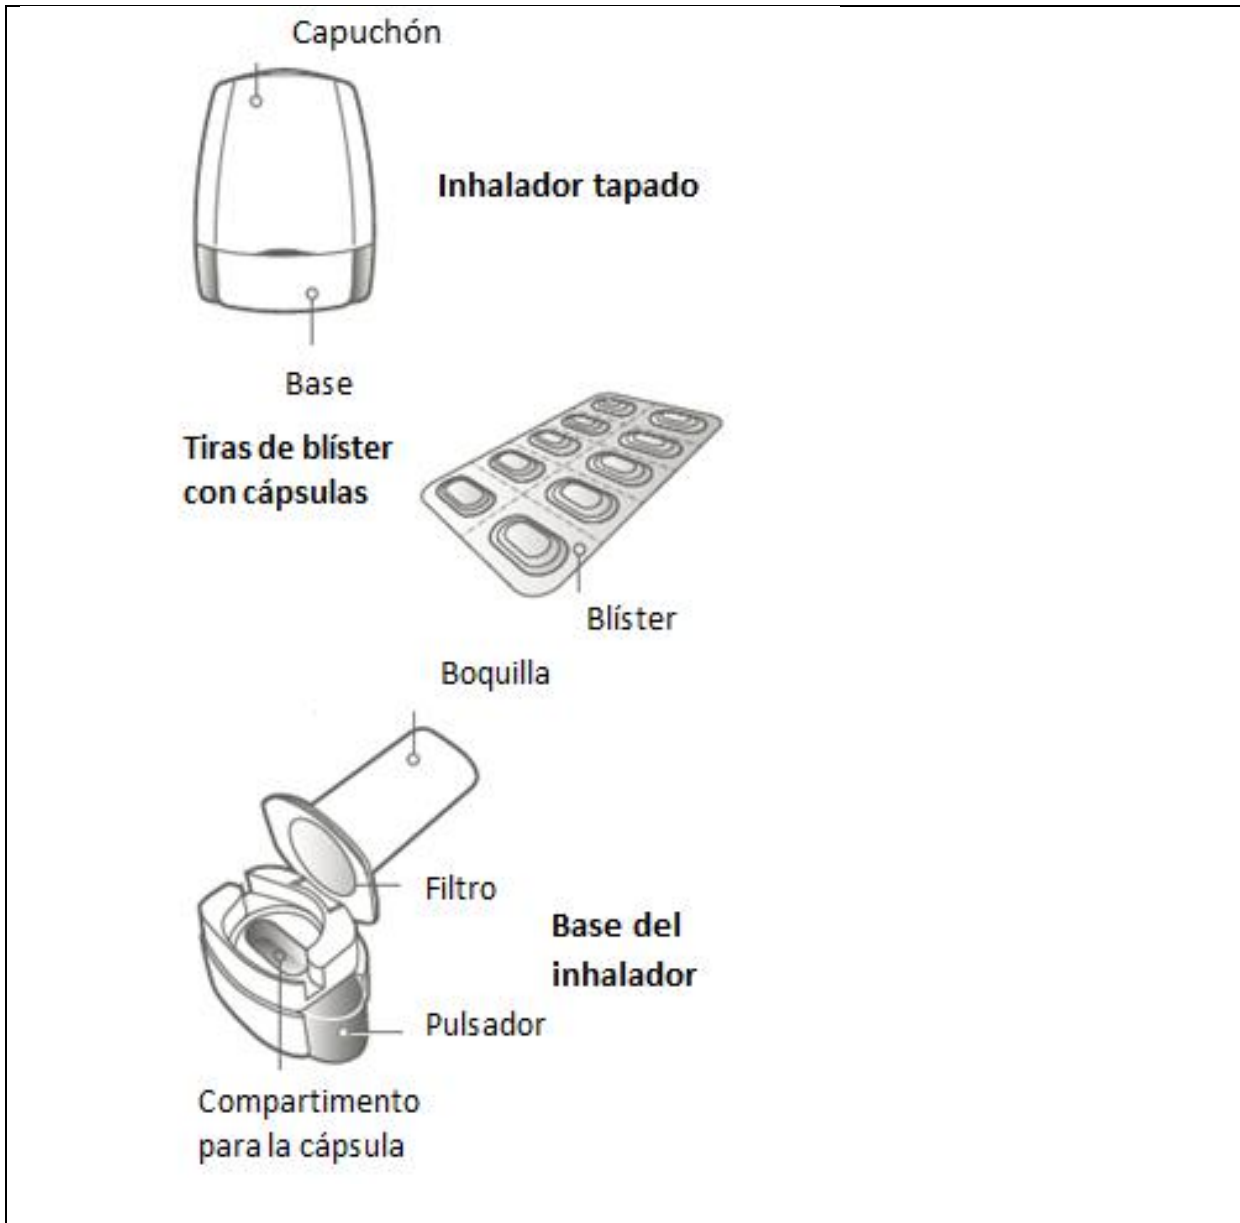 Capuchón
Inhalador tapado
Base
Tiras de blíster
con cápsulas
Blíster
Boquilla
Filtro
Base del
inhalador
Pulsador
Compartimento
para la cápsula